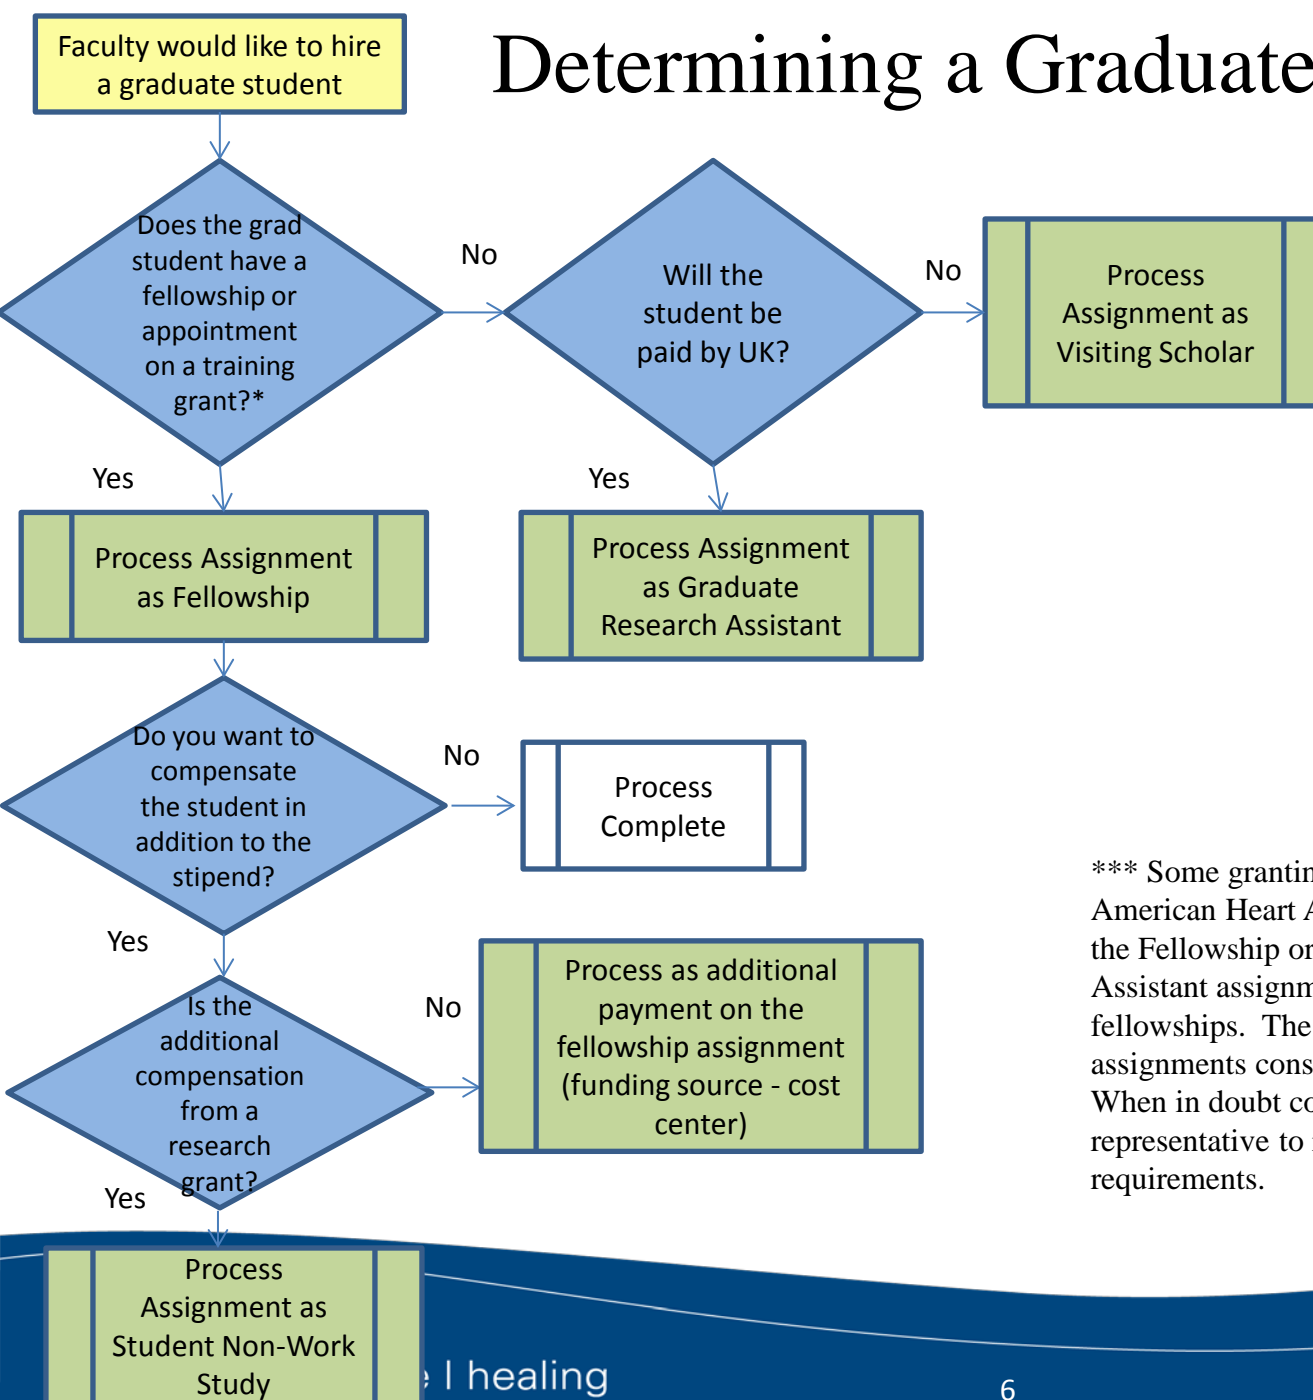 Faculty would like to hire
a graduate student
Determining a Graduate
Does the grad
student have a
fellowship or
appointment
on a training
grant?*
No
Will the
student be
paid by UK?
No
Process
Assignment as
Visiting Scholar
Yes
Yes
Process Assignment
as Fellowship
Process Assignment
as Graduate
Research Assistant
Do you want to
compensate
the student in
addition to the
stipend?
No
Process
Complete
Yes
Is the
additional
compensation
from a
research
grant?
No
Process as additional
payment on the
fellowship assignment
(funding source - cost
center)
*** Some
American Heart
the Fellowship or
Assistant
fellowships. The
assignments
When in doubt
representative to
requirements.
Yes
Process
Assignment as
Student Non-Work
Study
l healing
6